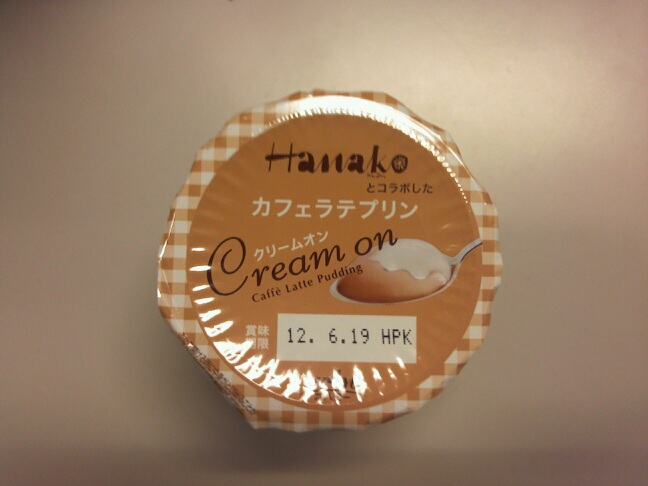 Hanako
とコラボした
カフェラテプリン
クリームオン
Cream on
Caffè Latte Pudding
賞味
期限
12. 6.19 HPK